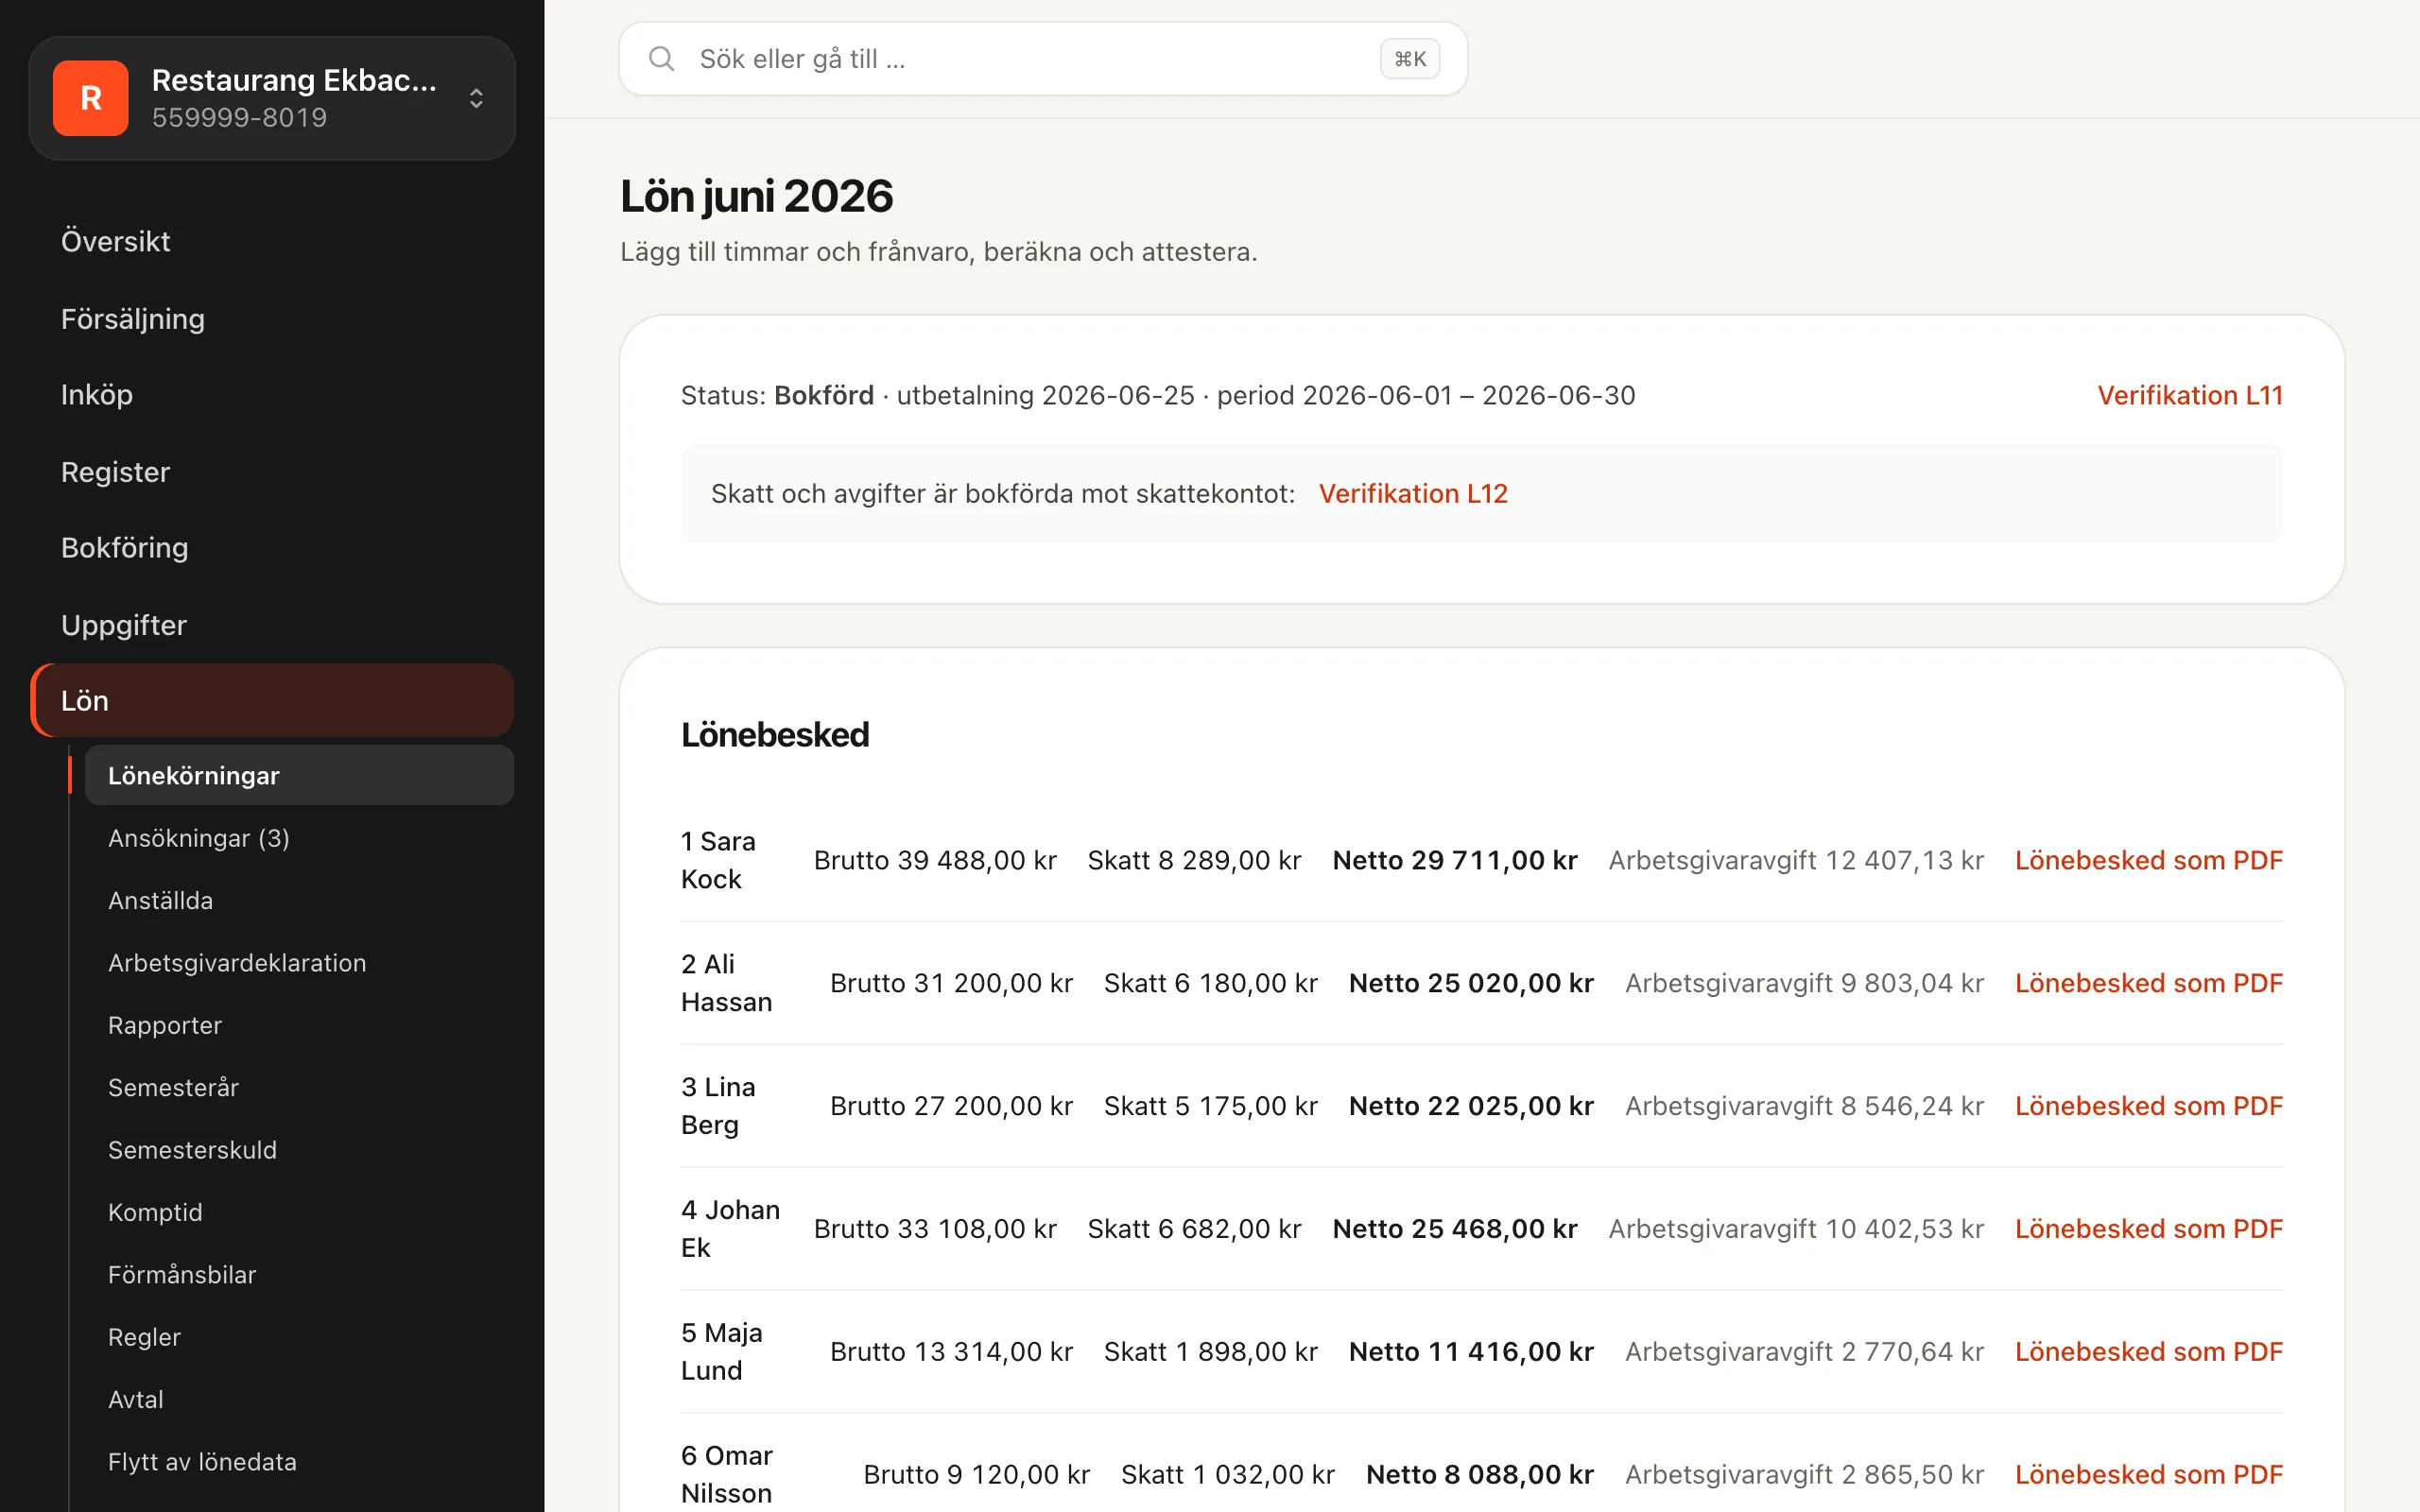 R
Restaurang Ekbac...
559999-8019
Översikt
Försäljning
Inköp
Register
Bokföring
Uppgifter
Lön
Lönekörningar
Ansökningar (3)
Anställda
Arbetsgivardeklaration
Rapporter
Semesterår
Semesterskuld
Komptid
Förmånsbilar
Regler
Avtal
Flytt av lönedata
Sök eller gå till ...
⌘K
Lön juni 2026
Lägg till timmar och frånvaro, beräkna och attestera.
Status: Bokförd · utbetalning 2026-06-25 · period 2026-06-01 – 2026-06-30 Verifikation L11
Skatt och avgifter är bokförda mot skattekontot: Verifikation L12
Lönebesked
1 Sara
Kock
Brutto 39 488,00 kr Skatt 8 289,00 kr Netto 29 711,00 kr Arbetsgivaravgift 12 407,13 kr Lönebesked som PDF
2 Ali
Hassan
Brutto 31 200,00 kr Skatt 6 180,00 kr Netto 25 020,00 kr Arbetsgivaravgift 9 803,04 kr Lönebesked som PDF
3 Lina
Berg
Brutto 27 200,00 kr Skatt 5 175,00 kr Netto 22 025,00 kr Arbetsgivaravgift 8 546,24 kr Lönebesked som PDF
4 Johan
Ek
Brutto 33 108,00 kr Skatt 6 682,00 kr Netto 25 468,00 kr Arbetsgivaravgift 10 402,53 kr Lönebesked som PDF
5 Maja
Lund
Brutto 13 314,00 kr Skatt 1 898,00 kr Netto 11 416,00 kr Arbetsgivaravgift 2 770,64 kr Lönebesked som PDF
6 Omar
Nilsson
Brutto 9 120,00 kr Skatt 1 032,00 kr Netto 8 088,00 kr Arbetsgivaravgift 2 865,50 kr Lönebesked som PDF